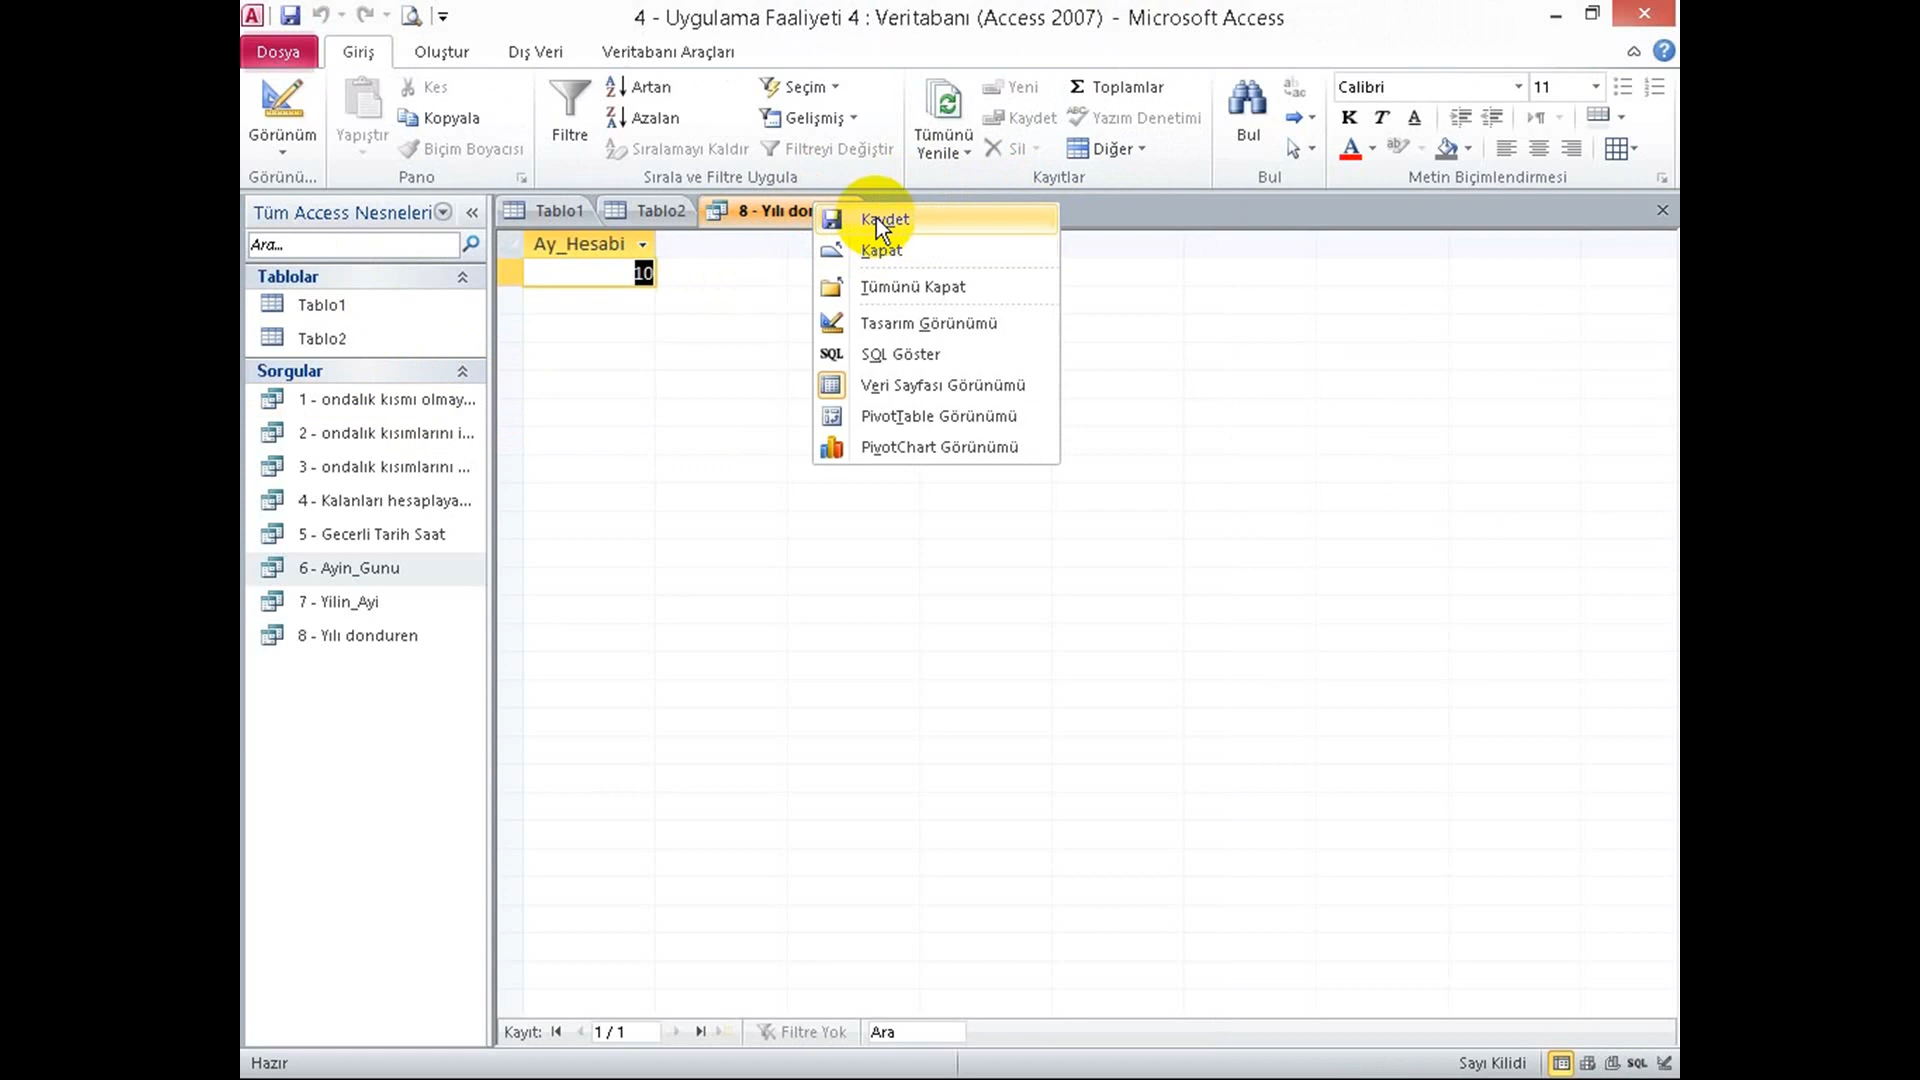 4 - Uygulama Faaliyeti 4 : Veritabanı (Access 2007) - Microsoft Access
Dosya Giriş Oluştur Dış Veri Veritabanı Araçları
Görünüm
Görünü...
Yapıştır
Kes
Kopyala
Biçim Boyacısı
Pano
Filtre
Artan
Azalan
Sıralamayı Kaldır
Seçim
Gelişmiş
Filtreyi Değiştir
Sırala ve Filtre Uygula
Tümünü
Yenile
Yeni
Kaydet
Sil
Toplamlar
Yazım Denetimi
Diğer
Kayıtlar
Bul
Bul
Calibri 11
K T A
Metin Biçimlendirmesi
Tüm Access Nesneleri
Ara...
Tablolar
Tablo1
Tablo2
Sorgular
1 - ondalık kısmı olmay...
2 - ondalık kısımlarını i...
3 - ondalık kısımlarını ...
4 - Kalanları hesaplaya...
5 - Gecerli Tarih Saat
6 - Ayin_Gunu
7 - Yilin_Ayi
8 - Yılı donduren
Tablo1 Tablo2 8 - Yılı don
Ay_Hesabi
10
Kaydet
Kapat
Tümünü Kapat
Tasarım Görünümü
SQL SQL Göster
Veri Sayfası Görünümü
PivotTable Görünümü
PivotChart Görünümü
Kayıt: 1 / 1 Filtre Yok Ara
Hazır Sayı Kilidi SQL